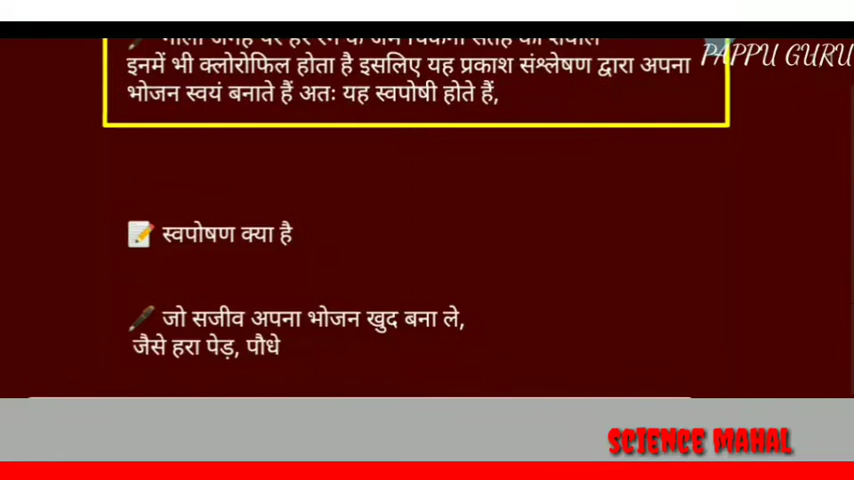 इनमें भी क्लोरोफिल होता है इसलिए यह प्रकाश संश्लेषण द्वारा अपना
भोजन स्वयं बनाते हैं अतः यह स्वपोषी होते हैं,
PAPPU GURU
स्वपोषण क्या है
जो सजीव अपना भोजन खुद बना ले,
जैसे हरा पेड़, पौधे
SCIENCE MAHAL